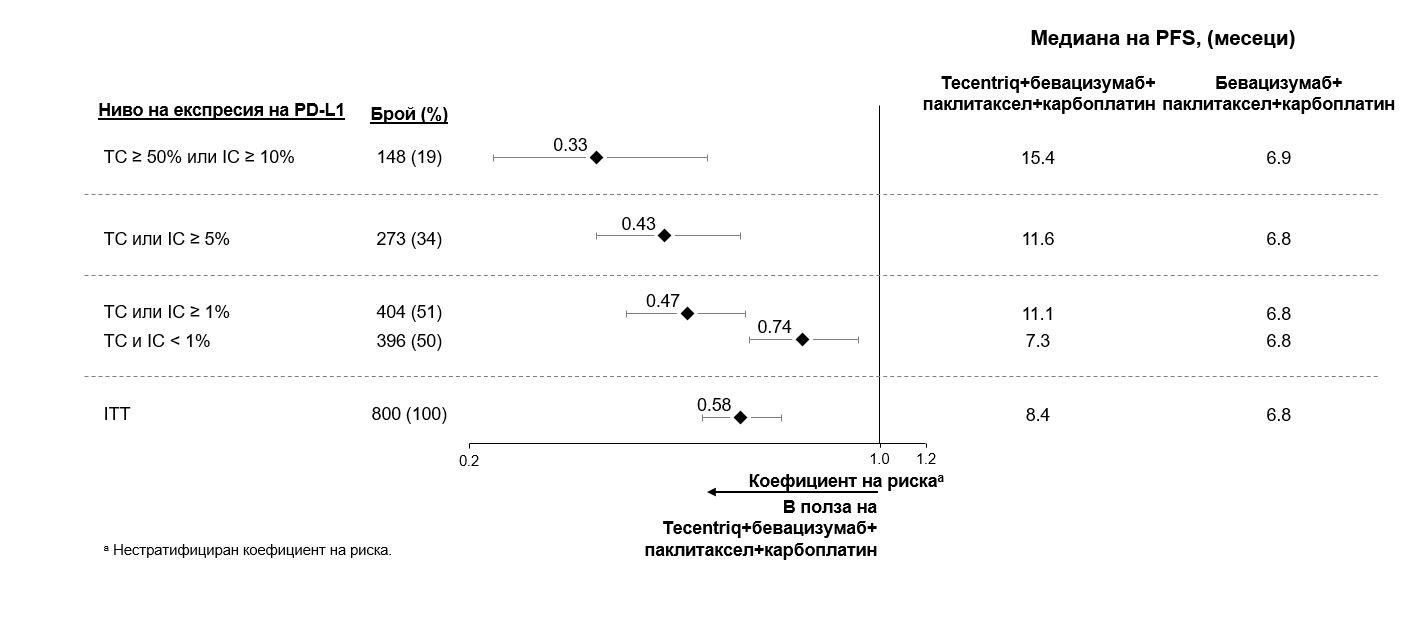 Медиана на PFS, (месеци)
Tecentriq+бевацизумаб+ Бевацизумаб+
паклитаксел+карбоплатин паклитаксел+карбоплатин
Ниво на експресия на PD-L1 Брой (%)
TC ≥ 50% или IC ≥ 10% 148 (19) 0.33 15.4 6.9
TC или IC ≥ 5% 273 (34) 0.43 11.6 6.8
TC или IC ≥ 1% 404 (51) 0.47 11.1 6.8
TC и IC < 1% 396 (50) 0.74 7.3 6.8
ITT 800 (100) 0.58 8.4 6.8
0.2 1.0 1.2
Коефициент на рискаª
В полза на
Tecentriq+бевацизумаб+
паклитаксел+карбоплатин
ª Нестратифициран коефициент на риска.